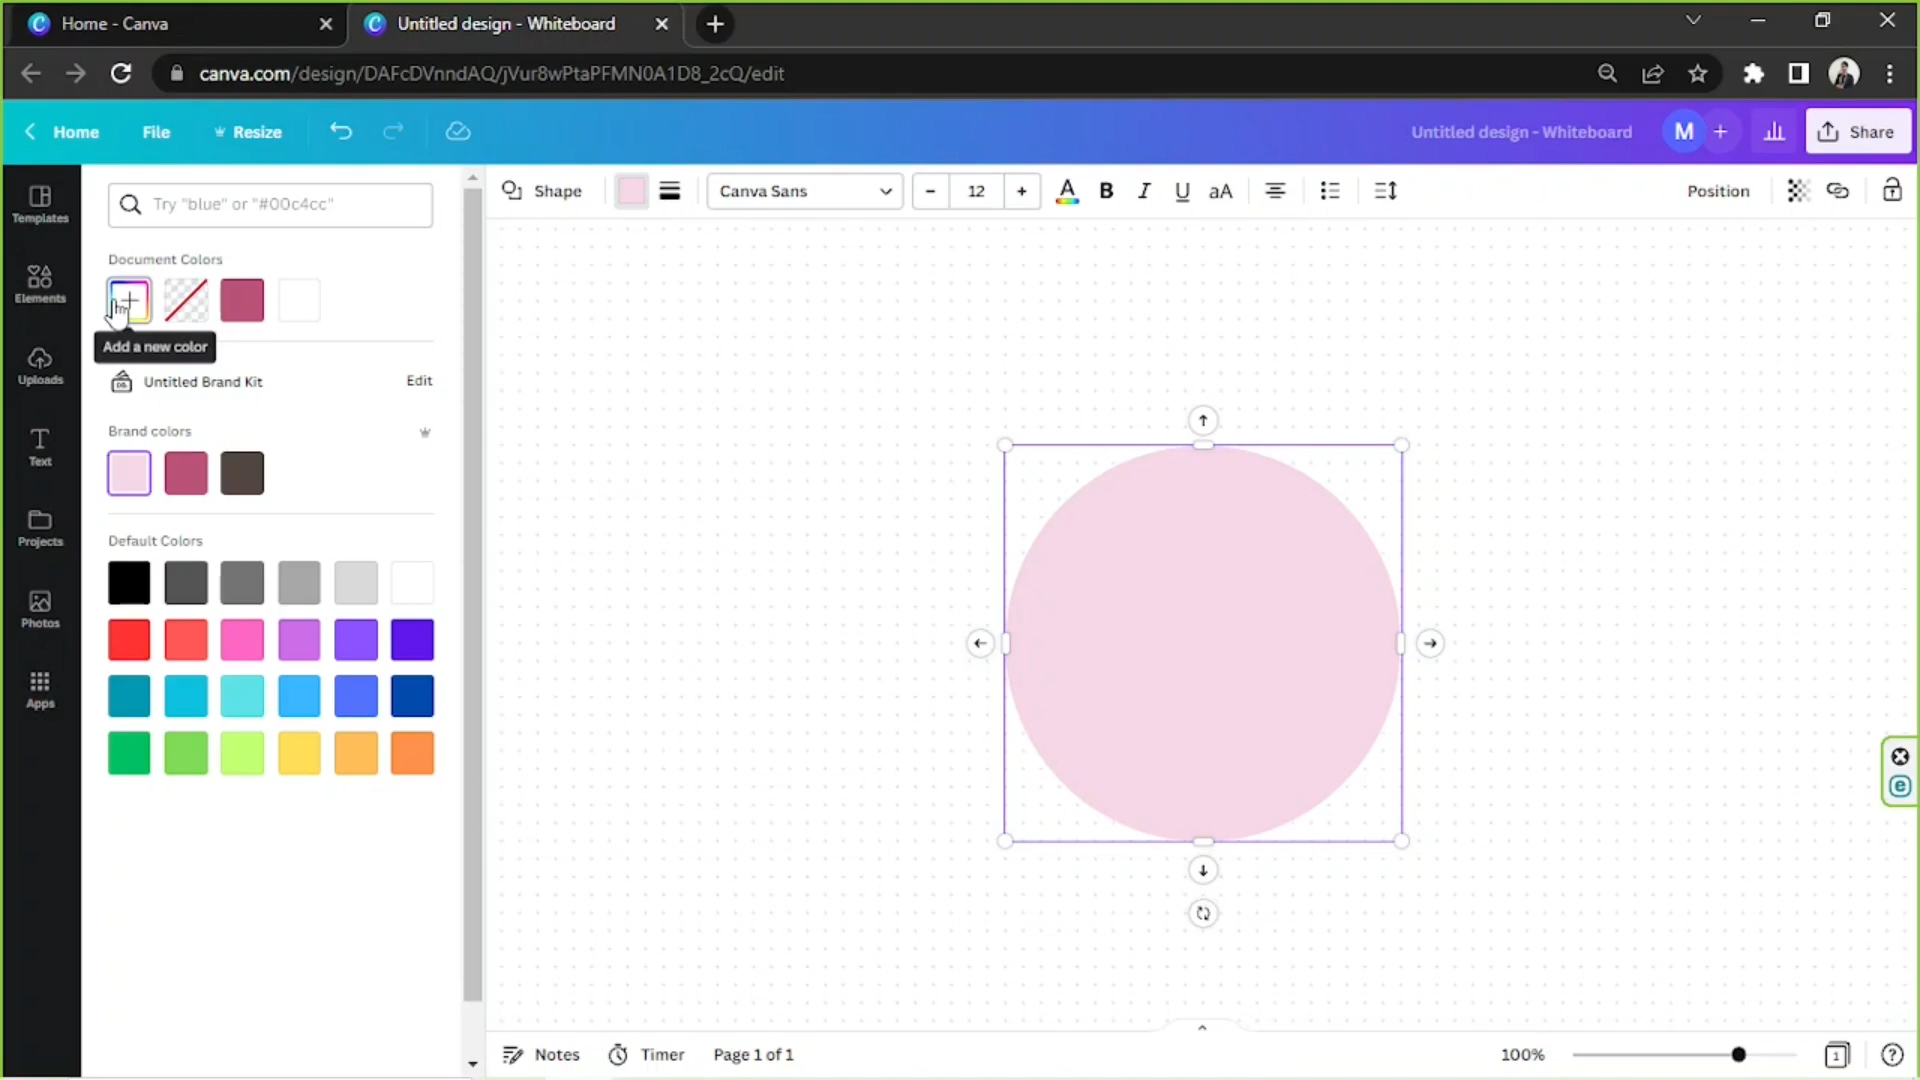 Home - Canva
Untitled design - Whiteboard
canva.com/design/DAFcDVnndAQ/jVur8wPtaPFMN0A1D8_2cQ/edit
Home
File
Resize
Untitled design - Whiteboard
M
Share
Templates
Elements
Uploads
Text
Projects
Photos
Apps
Try "blue" or "#00c4cc"
Document Colors
Add a new color
Untitled Brand Kit
Edit
Brand colors
Default Colors
Shape
Canva Sans
- 12 +
A
B
I
U
aA
Position
Notes
Timer
Page 1 of 1
100%
1
?